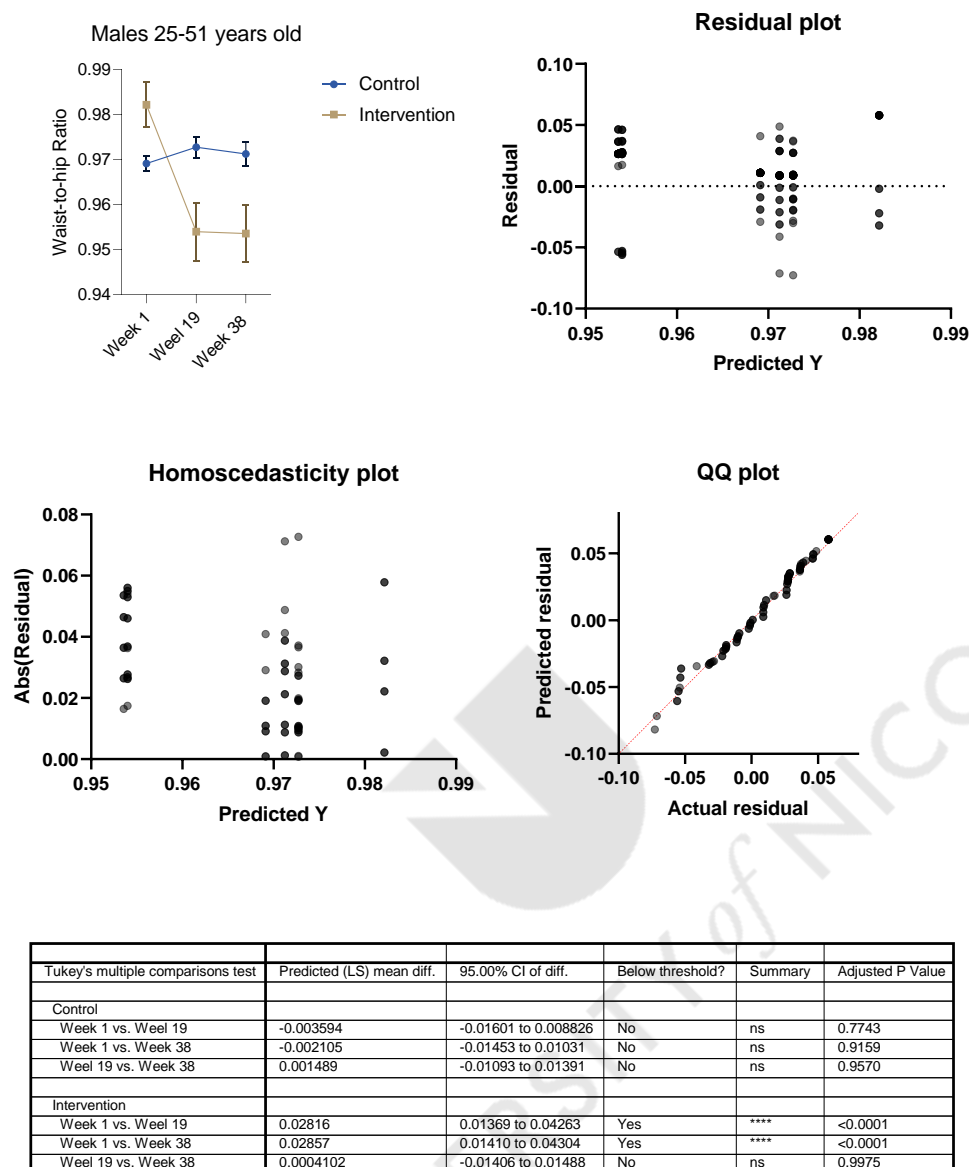 Males 25-51 years old
0.99
0.98
0.97
0.96
0.95
0.94
Waist-to-hip Ratio
Week 1
Weel 19
Week 38
Control
Intervention
Residual plot
0.10
0.05
0.00
-0.05
-0.10
Residual
0.95 0.96 0.97 0.98 0.99
Predicted Y
Homoscedasticity plot
0.08
0.06
0.04
0.02
0.00
Abs(Residual)
0.95 0.96 0.97 0.98 0.99
Predicted Y
QQ plot
0.05
0.00
-0.05
-0.10
Predicted residual
-0.10 -0.05 0.00 0.05
Actual residual
Tukey's multiple comparisons test Predicted (LS) mean diff. 95.00% CI of diff. Below threshold? Summary Adjusted P Value
Control
Week 1 vs. Weel 19 -0.003594 -0.01601 to 0.008826 No ns 0.7743
Week 1 vs. Week 38 -0.002105 -0.01453 to 0.01031 No ns 0.9159
Weel 19 vs. Week 38 0.001489 -0.01093 to 0.01391 No ns 0.9570
Intervention
Week 1 vs. Weel 19 0.02816 0.01369 to 0.04263 Yes **** <0.0001
Week 1 vs. Week 38 0.02857 0.01410 to 0.04304 Yes **** <0.0001
Weel 19 vs. Week 38 0.0004102 -0.01406 to 0.01488 No ns 0.9975
of